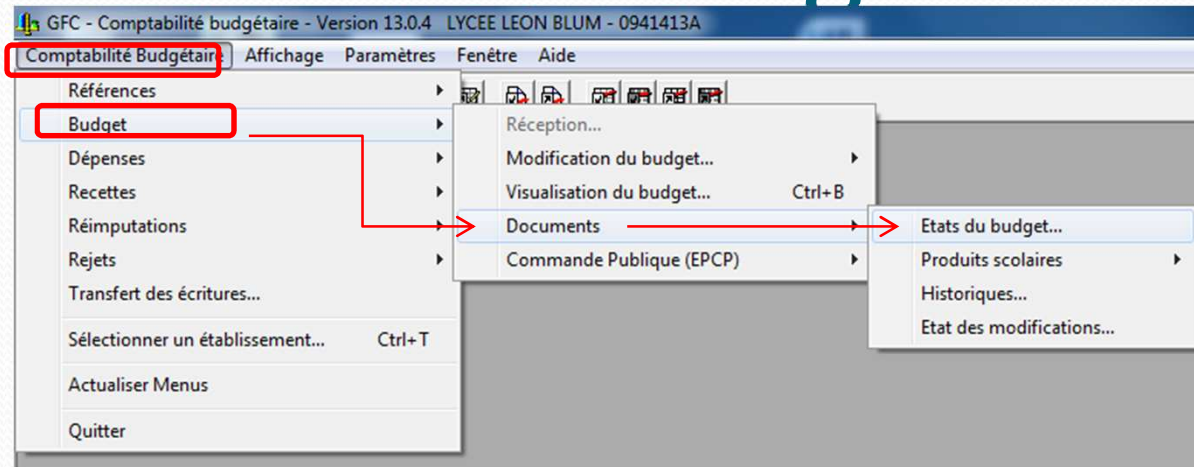 GFC - Comptabilité budgétaire - Version 13.0.4 LYCEE LEON BLUM - 0941413A
Comptabilité Budgétaire Affichage Paramètres Fenêtre Aide
Références
Budget
Dépenses
Recettes
Réimputations
Rejets
Transfert des écritures...
Sélectionner un établissement... Ctrl+T
Actualiser Menus
Quitter
Réception...
Modification du budget...
Visualisation du budget... Ctrl+B
Documents
Commande Publique (EPCP)
Etats du budget...
Produits scolaires
Historiques...
Etat des modifications...